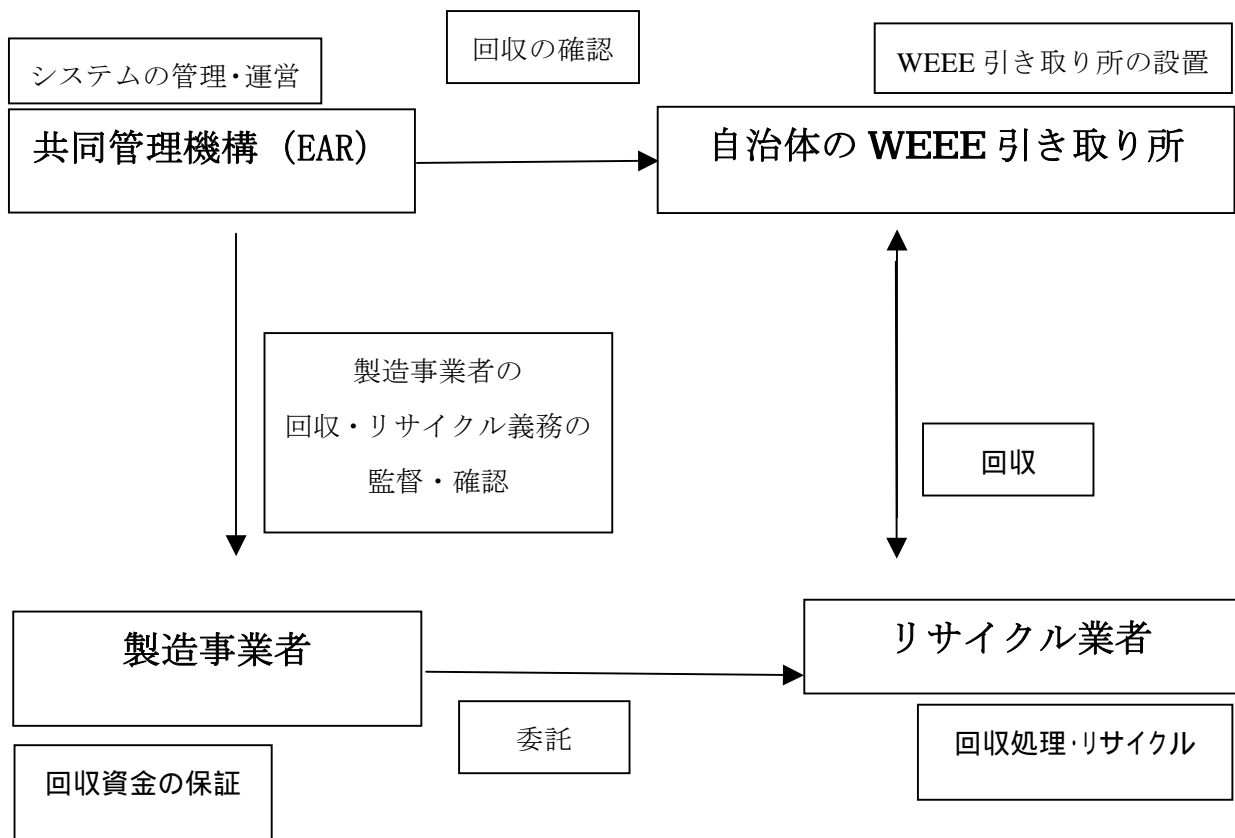 回収の確認
システムの管理・運営
WEEE 引き取り所の設置
共同管理機構（EAR）
自治体の WEEE 引き取り所
製造事業者の
回収・リサイクル義務の
監督・確認
回収
製造事業者
リサイクル業者
委託
回収処理・リサイクル
回収資金の保証